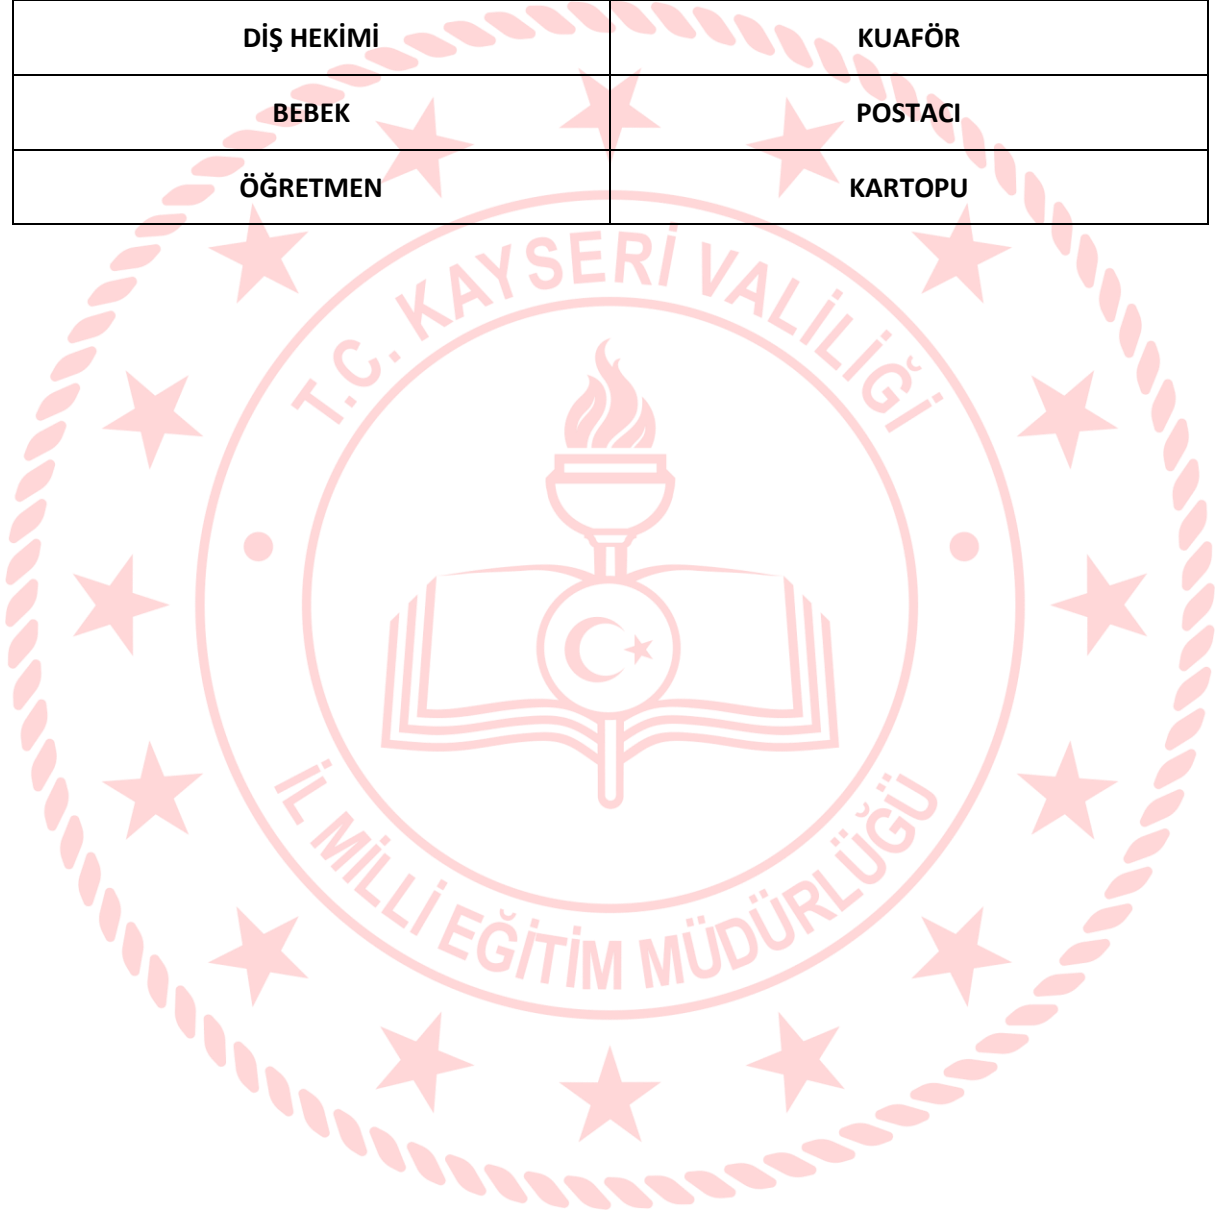 DİŞ HEKİMİ KUAFÖR
BEBEK POSTACI
ÖĞRETMEN KARTOPU
T.C. KAYSERİ VALİLİĞİ
İL MİLLİ EĞİTİM MÜDÜRLÜĞÜ